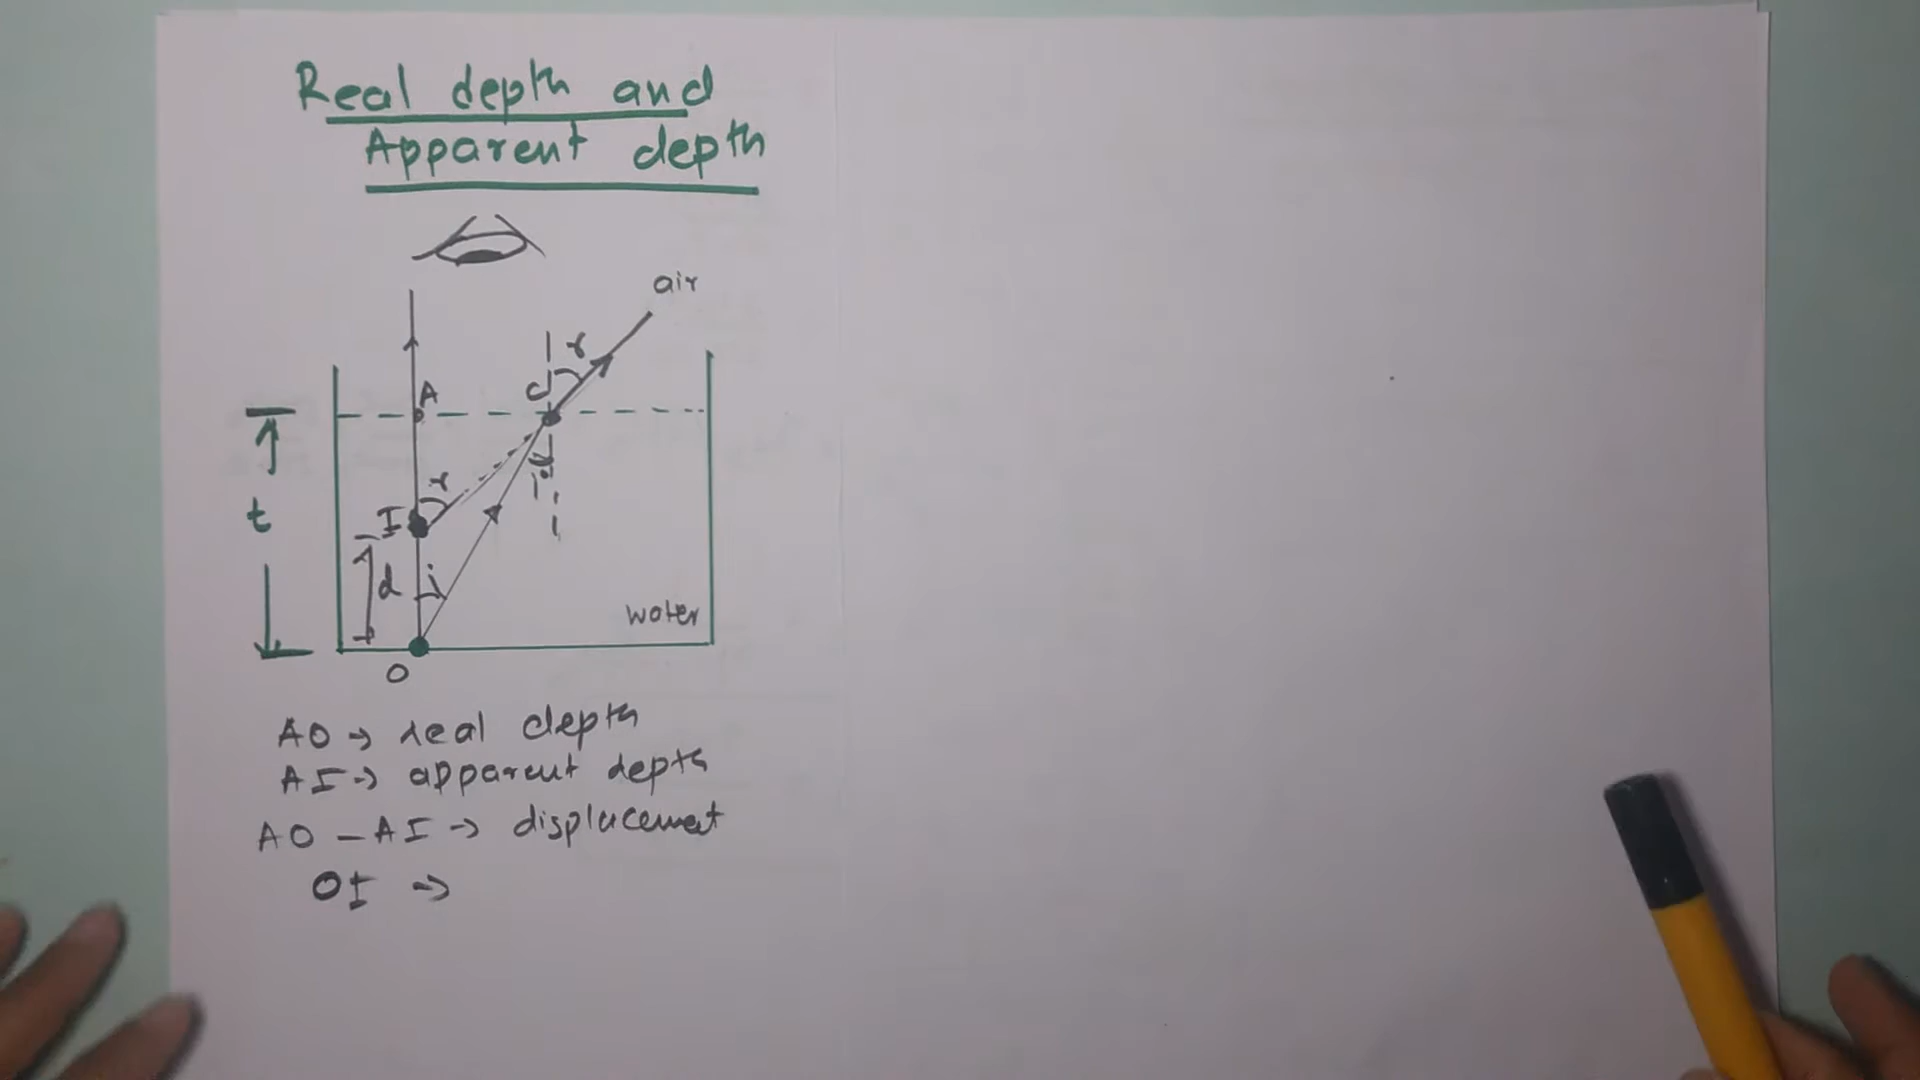 Real depth and
Apparent depth
air
r
A
C
t
r
I
i
d
i
water
O
AO → real depth
AI → apparent depth
AO - AI → displacement
OI →